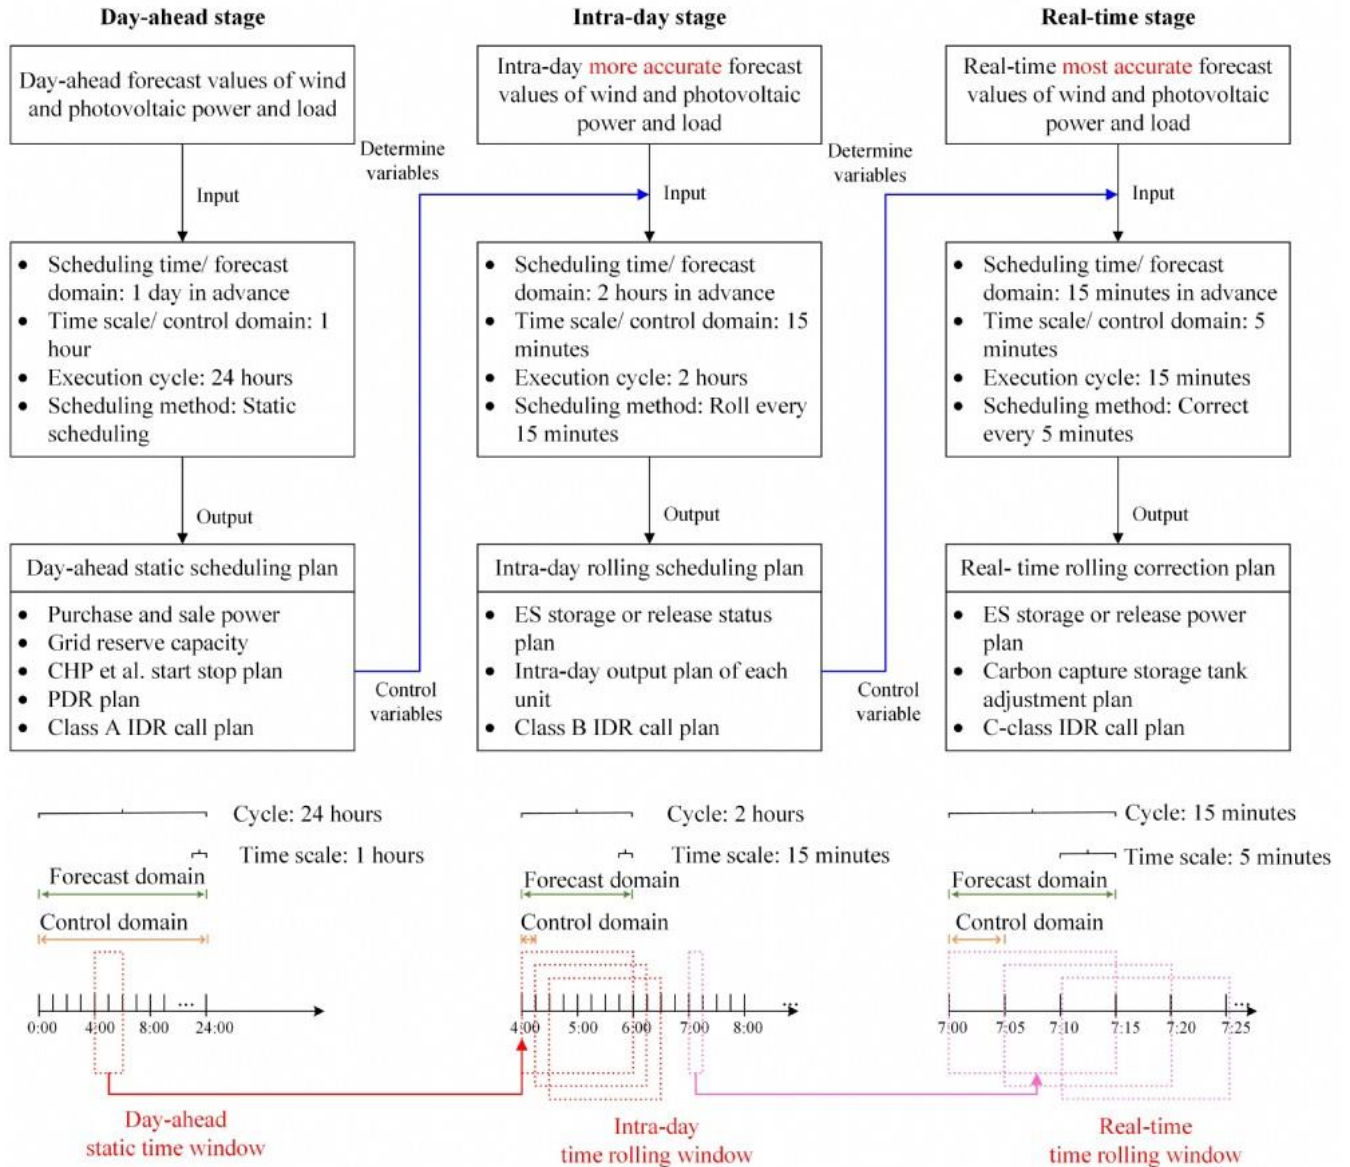 Day-ahead stage
Day-ahead forecast values of wind
and photovoltaic power and load
Input
• Scheduling time/ forecast
domain: 1 day in advance
• Time scale/ control domain: 1
hour
• Execution cycle: 24 hours
• Scheduling method: Static
scheduling
Output
Day-ahead static scheduling plan
• Purchase and sale power
• Grid reserve capacity
• CHP et al. start stop plan
• PDR plan
• Class A IDR call plan
Determine
variables
Control
variables
Intra-day stage
Intra-day more accurate forecast
values of wind and photovoltaic
power and load
Input
• Scheduling time/ forecast
domain: 2 hours in advance
• Time scale/ control domain: 15
minutes
• Execution cycle: 2 hours
• Scheduling method: Roll every
15 minutes
Output
Intra-day rolling scheduling plan
• ES storage or release status
plan
• Intra-day output plan of each
unit
• Class B IDR call plan
Determine
variables
Control
variable
Real-time stage
Real-time most accurate forecast
values of wind and photovoltaic
power and load
Input
• Scheduling time/ forecast
domain: 15 minutes in advance
• Time scale/ control domain: 5
minutes
• Execution cycle: 15 minutes
• Scheduling method: Correct
every 5 minutes
Output
Real- time rolling correction plan
• ES storage or release power
plan
• Carbon capture storage tank
adjustment plan
• C-class IDR call plan
Cycle: 24 hours
Time scale: 1 hours
Forecast domain
Control domain
...
0:00 4:00 8:00 24:00
Day-ahead
static time window
Cycle: 2 hours
Time scale: 15 minutes
Forecast domain
Control domain
...
4:00 5:00 6:00 7:00 8:00
Intra-day
time rolling window
Cycle: 15 minutes
Time scale: 5 minutes
Forecast domain
Control domain
...
7:00 7:05 7:10 7:15 7:20 7:25
Real-time
time rolling window